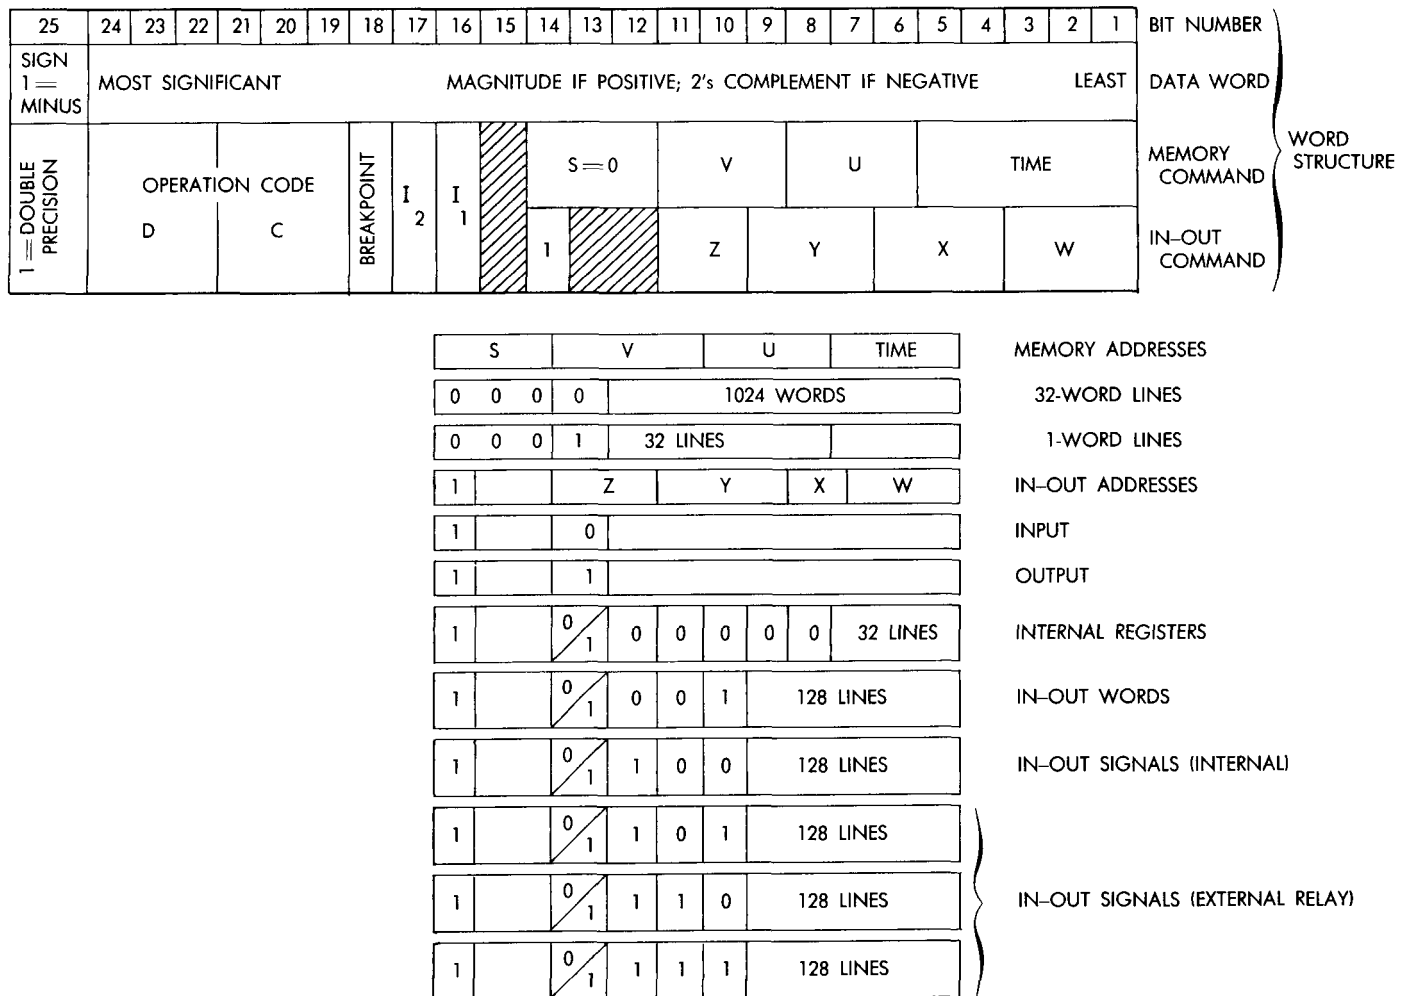 25 24 23 22 21 20 19 18 17 16 15 14 13 12 11 10 9 8 7 6 5 4 3 2 1 BIT NUMBER
SIGN
1 = MINUS
MOST SIGNIFICANT MAGNITUDE IF POSITIVE; 2's COMPLEMENT IF NEGATIVE LEAST DATA WORD
1 = DOUBLE PRECISION
OPERATION CODE
D C
BREAKPOINT
I 2
I 1
S = 0 V U TIME MEMORY COMMAND
1 Z Y X W IN–OUT COMMAND
WORD STRUCTURE
S V U TIME MEMORY ADDRESSES
0 0 0 0 1024 WORDS 32-WORD LINES
0 0 0 1 32 LINES 1-WORD LINES
1 Z Y X W IN–OUT ADDRESSES
1 0 INPUT
1 1 OUTPUT
1 0/1 0 0 0 0 0 32 LINES INTERNAL REGISTERS
1 0/1 0 0 1 128 LINES IN–OUT WORDS
1 0/1 1 0 0 128 LINES IN–OUT SIGNALS (INTERNAL)
1 0/1 1 0 1 128 LINES
1 0/1 1 1 0 128 LINES IN–OUT SIGNALS (EXTERNAL RELAY)
1 0/1 1 1 1 128 LINES